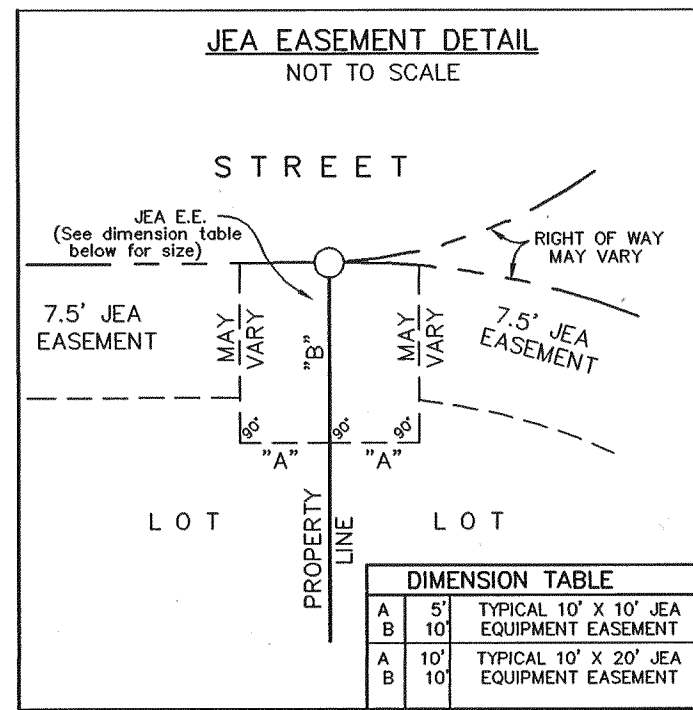 JEA EASEMENT DETAIL
NOT TO SCALE
STREET
JEA E.E.
(See dimension table
below for size)
RIGHT OF WAY
MAY VARY
7.5' JEA
EASEMENT
MAY
VARY
"B"
MAY
VARY
7.5' JEA
EASEMENT
90°
90°
90°
"A"
"A"
LOT
LOT
PROPERTY
LINE
DIMENSION TABLE
A 5' TYPICAL 10' X 10' JEA
B 10' EQUIPMENT EASEMENT
A 10' TYPICAL 10' X 20' JEA
B 10' EQUIPMENT EASEMENT